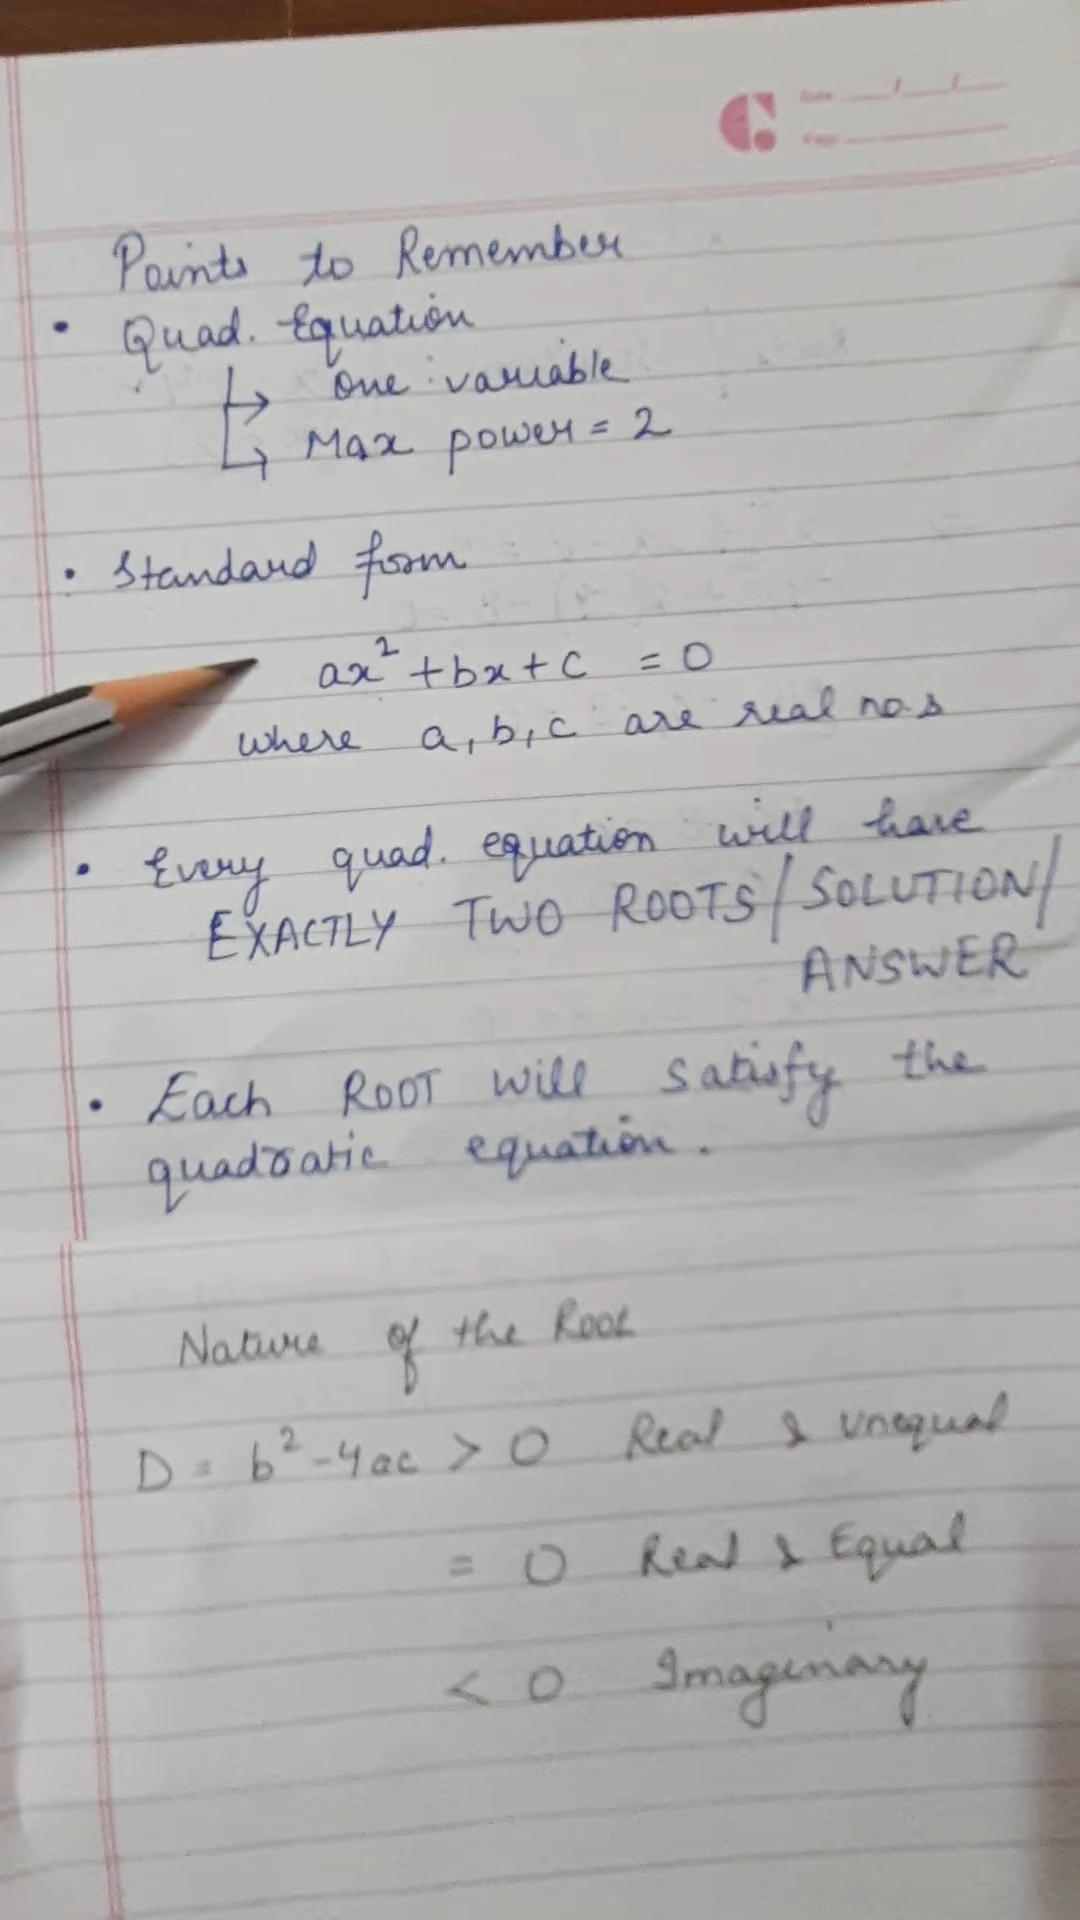 Points to Remember
• Quad. Equation
↳ One variable
↳ Max power = 2
• Standard form
ax² + bx + c = 0
where a, b, c are real nos
• Every quad. equation will have
EXACTLY TWO ROOTS/SOLUTION/
ANSWER
• Each ROOT will satisfy the
quadratic equation.
Nature of the Root
D = b² - 4ac > 0 Real & Unequal
= 0 Real & Equal
< 0 Imaginary